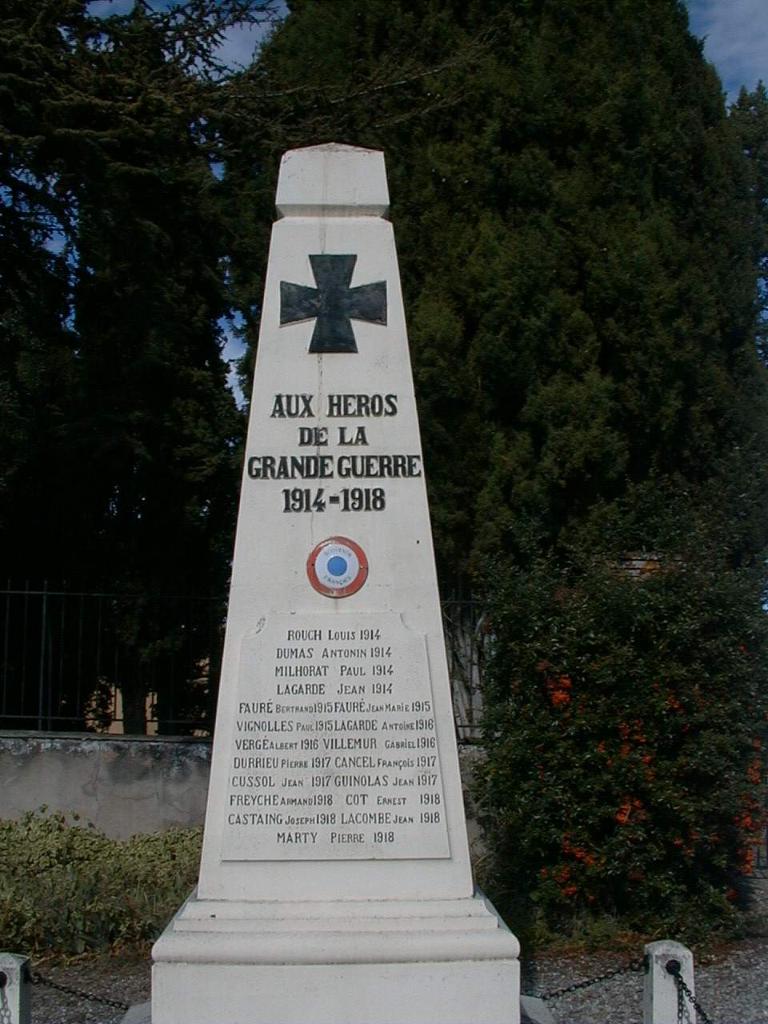 AUX HEROS
DE LA
GRANDE GUERRE
1914-1918
FRANÇAIS
ROUCH LOUIS 1914
DUMAS ANTONIN 1914
MILHORAT PAUL 1914
LAGARDE JEAN 1914
FAURÉ BERTRAND 1915 FAURÉ JEAN MARIE 1915
VIGNOLLES PAUL 1915 LAGARDE ANTOINE 1916
VERGÉ ALBERT 1916 VILLEMUR GABRIEL 1916
DURRIEU PIERRE 1917 CANCEL FRANÇOIS 1917
CUSSOL JEAN 1917 GUINOLAS JEAN 1917
FREYCHE ARMAND 1918 COT ERNEST 1918
CASTAING JOSEPH 1918 LACOMBE JEAN 1918
MARTY PIERRE 1918